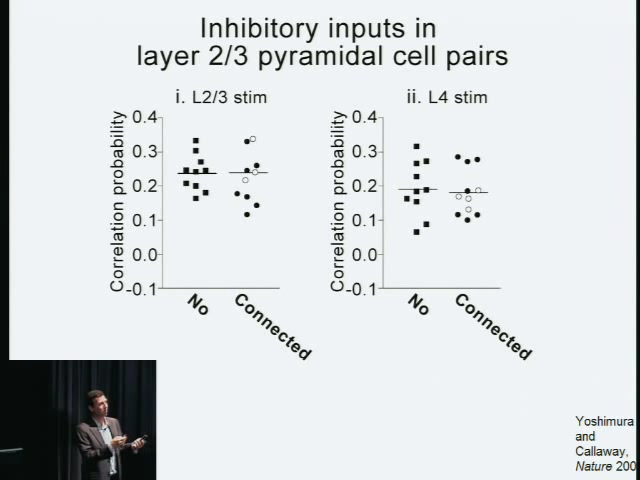 Inhibitory inputs in
layer 2/3 pyramidal cell pairs
i. L2/3 stim
Correlation probability
0.4
0.3
0.2
0.1
0.0
-0.1
No
Connected
ii. L4 stim
Correlation probability
0.4
0.3
0.2
0.1
0.0
-0.1
No
Connected
Yoshimura
and
Callaway,
Nature 200